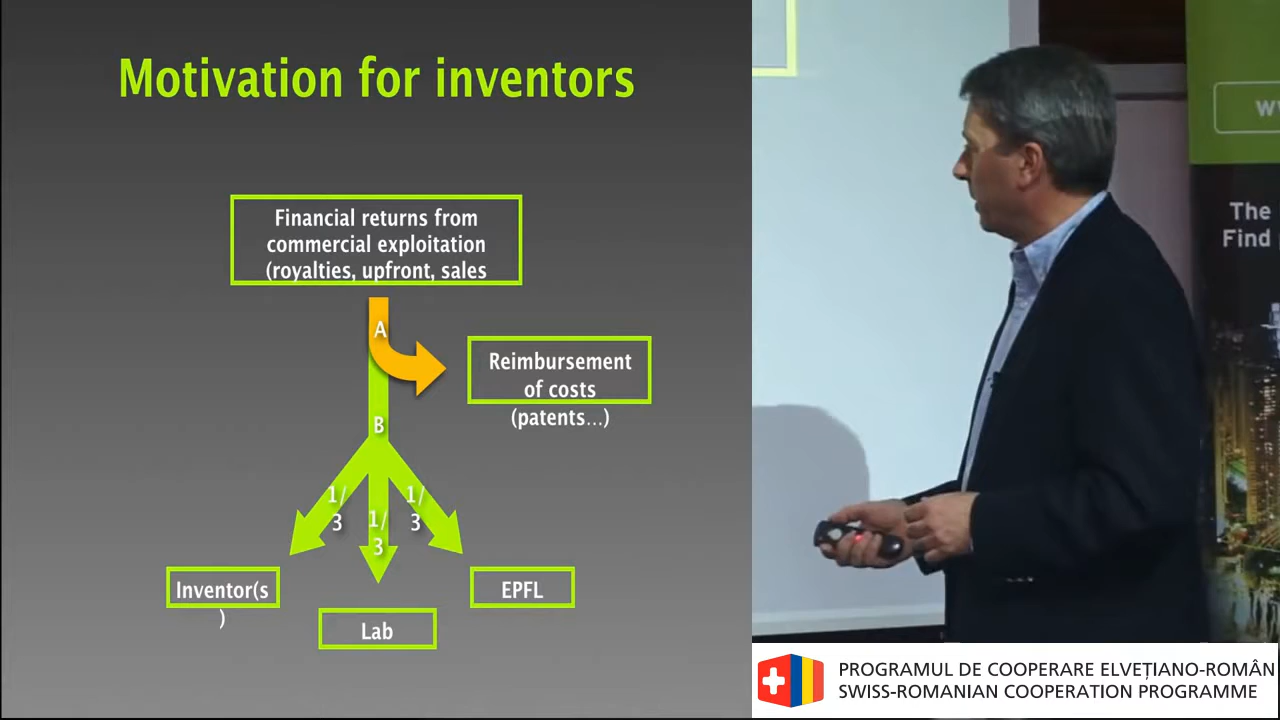 Motivation for inventors
Financial returns from
commercial exploitation
(royalties, upfront, sales
A
Reimbursement
of costs
(patents...)
B
1/
3
1/
3
1/
3
Inventor(s
)
Lab
EPFL
The
Find
PROGRAMUL DE COOPERARE ELVEȚIANO-ROMÂN
SWISS-ROMANIAN COOPERATION PROGRAMME